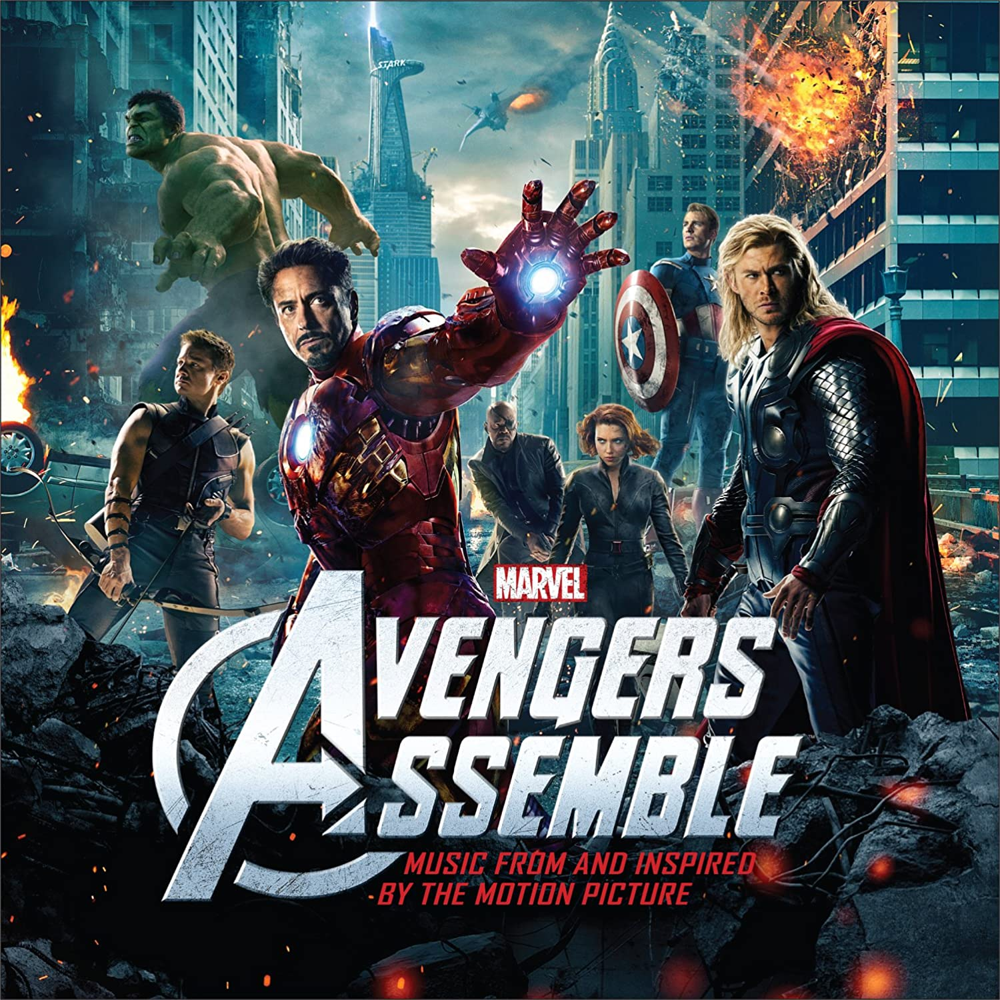 STARK
MARVEL
AVENGERS
ASSEMBLE
MUSIC FROM AND INSPIRED
BY THE MOTION PICTURE